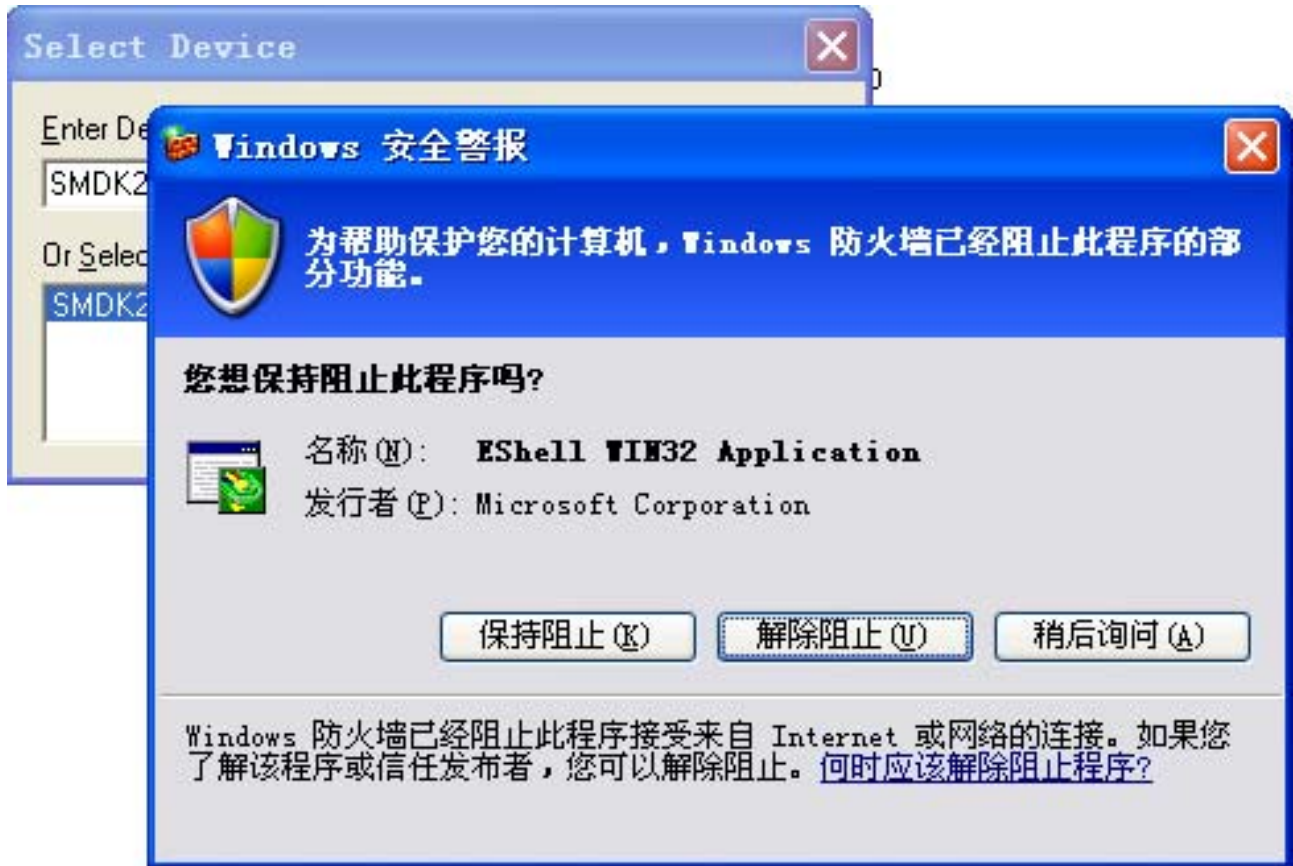 Select Device
Enter De
SMDK2
Or Selec
SMDK2
Windows 安全警报
为帮助保护您的计算机，Windows 防火墙已经阻止此程序的部
分功能。
您想保持阻止此程序吗?
名称(N): EShell WIN32 Application
发行者(P): Microsoft Corporation
保持阻止(K) 解除阻止(U) 稍后询问(A)
Windows 防火墙已经阻止此程序接受来自 Internet 或网络的连接。如果您
了解该程序或信任发布者，您可以解除阻止。何时应该解除阻止程序?